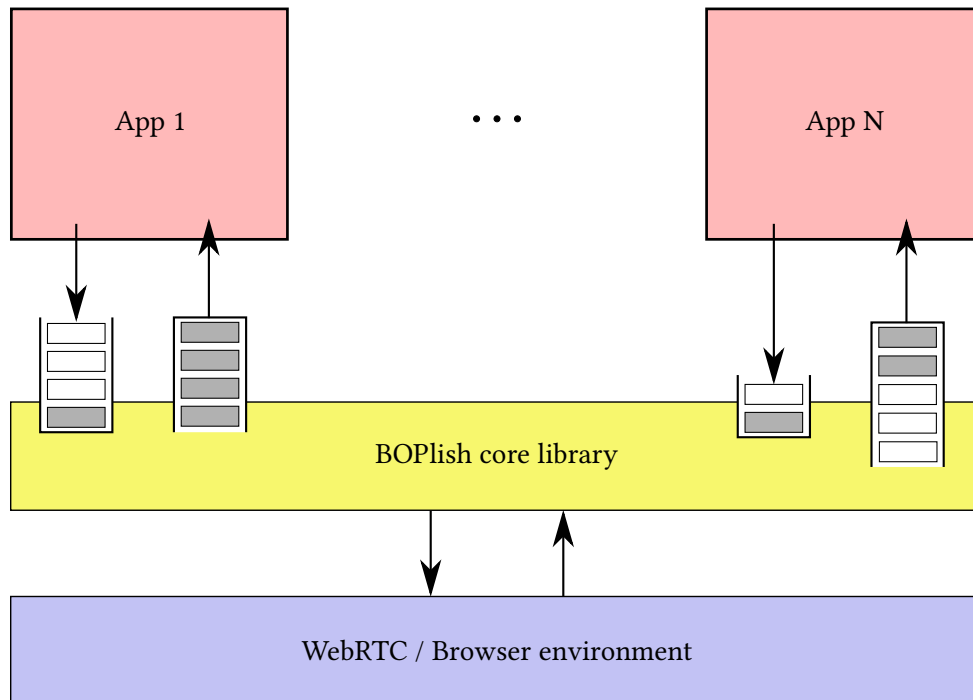 App 1
...
App N
BOPlish core library
WebRTC / Browser environment